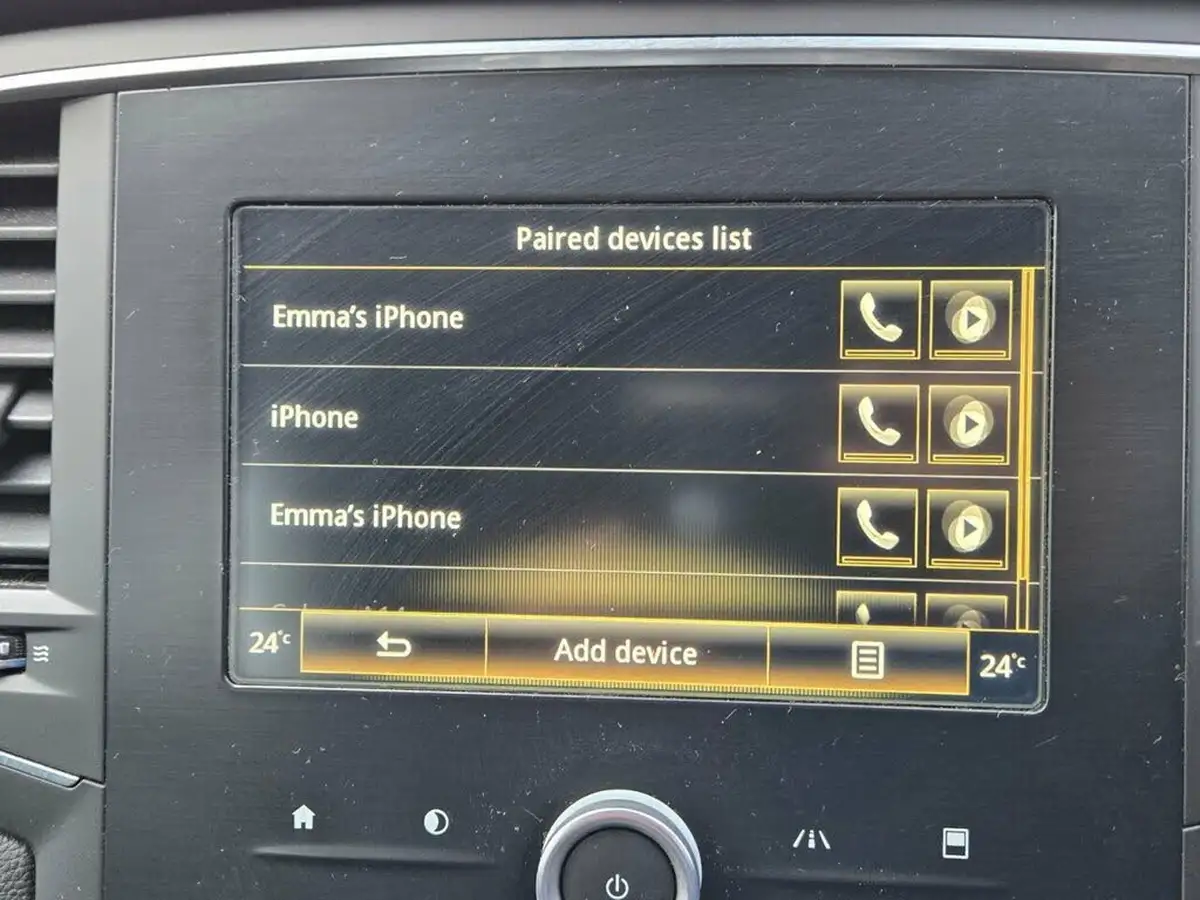 Paired devices list
Emma's iPhone
iPhone
Emma's iPhone
24°c
Add device
24°c